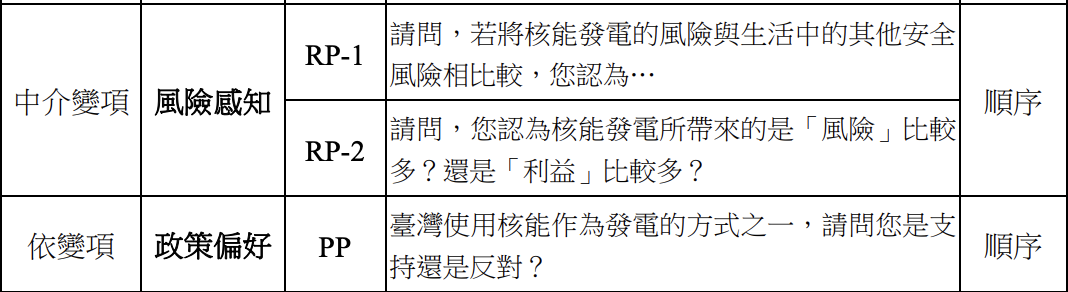 中介變項
風險感知
RP-1
請問，若將核能發電的風險與生活中的其他安全
風險相比較，您認為…
RP-2
請問，您認為核能發電所帶來的是「風險」比較
多？還是「利益」比較多？
順序
依變項
政策偏好
PP
臺灣使用核能作為發電的方式之一，請問您是支
持還是反對？
順序